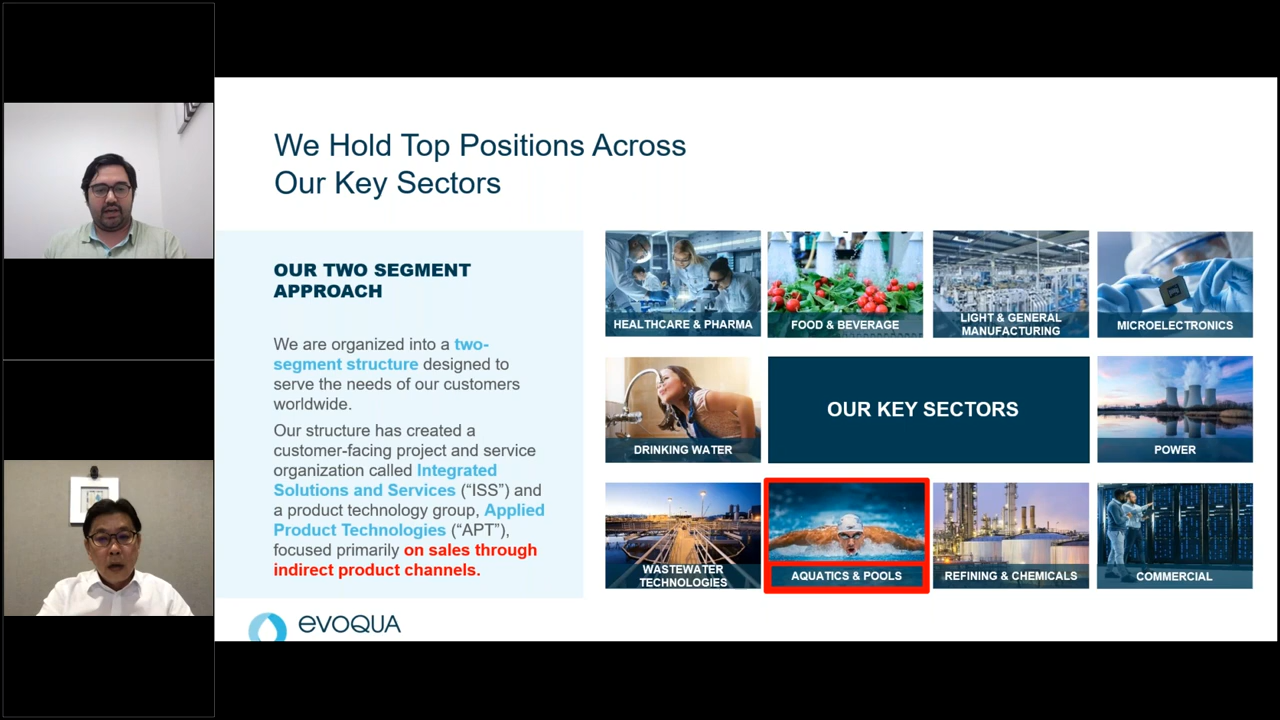 We Hold Top Positions Across
Our Key Sectors
OUR TWO SEGMENT
APPROACH
We are organized into a two-
segment structure designed to
serve the needs of our customers
worldwide.
Our structure has created a
customer-facing project and service
organization called Integrated
Solutions and Services (“ISS”) and
a product technology group, Applied
Product Technologies (“APT”),
focused primarily on sales through
indirect product channels.
HEALTHCARE & PHARMA
FOOD & BEVERAGE
LIGHT & GENERAL
MANUFACTURING
MICROELECTRONICS
DRINKING WATER
OUR KEY SECTORS
POWER
WASTEWATER
TECHNOLOGIES
AQUATICS & POOLS
REFINING & CHEMICALS
COMMERCIAL
evoQUA